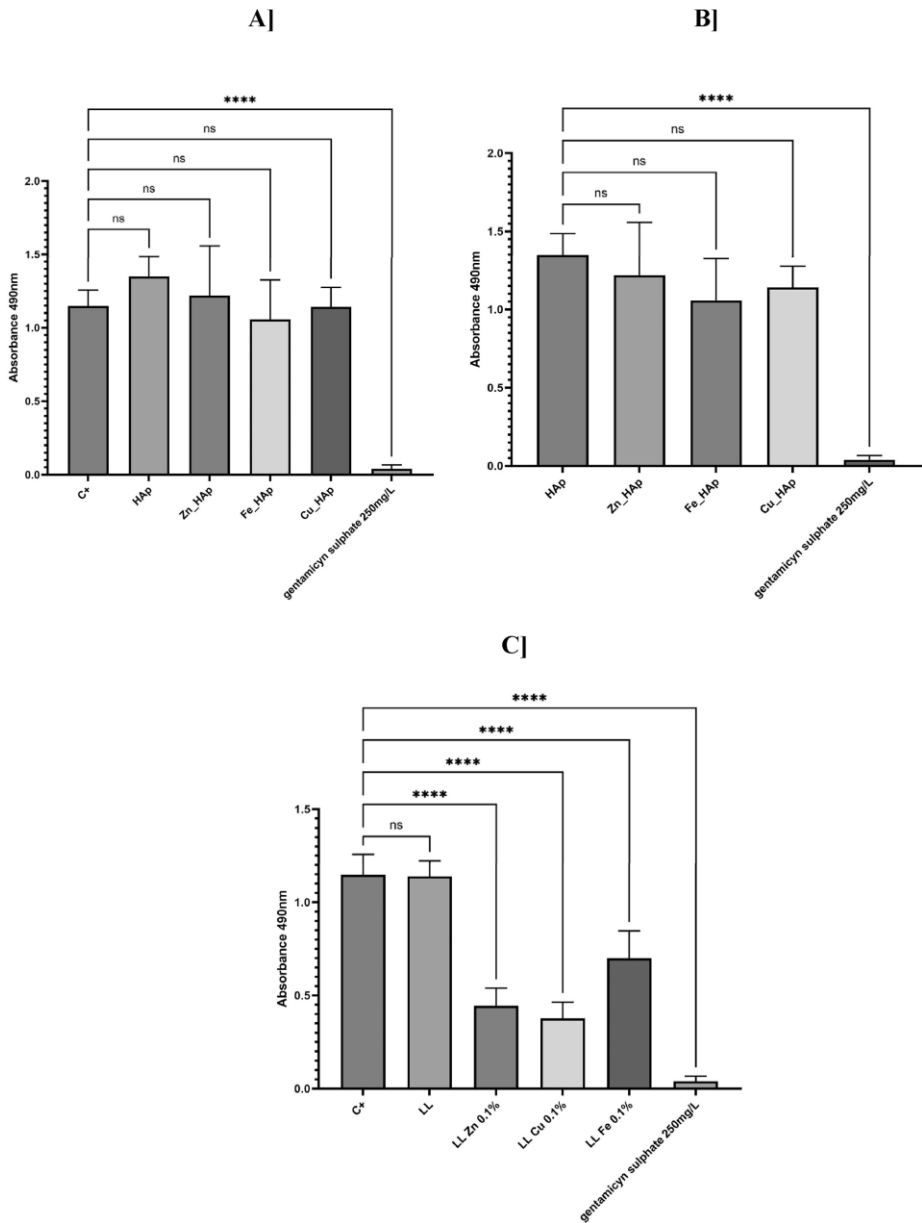 A]
****
ns
ns
ns
ns
2.0
1.5
1.0
0.5
0.0
Absorbance 490nm
C+
HAp
Zn_HAp
Fe_HAp
Cu_HAp
gentamicyn sulphate 250mg/L
B]
****
ns
ns
ns
2.0
1.5
1.0
0.5
0.0
Absorbance 490nm
HAp
Zn_HAp
Fe_HAp
Cu_HAp
gentamicyn sulphate 250mg/L
C]
****
****
****
****
ns
1.5
1.0
0.5
0.0
Absorbance 490nm
C+
LL
LL Zn 0.1%
LL Cu 0.1%
LL Fe 0.1%
gentamicyn sulphate 250mg/L